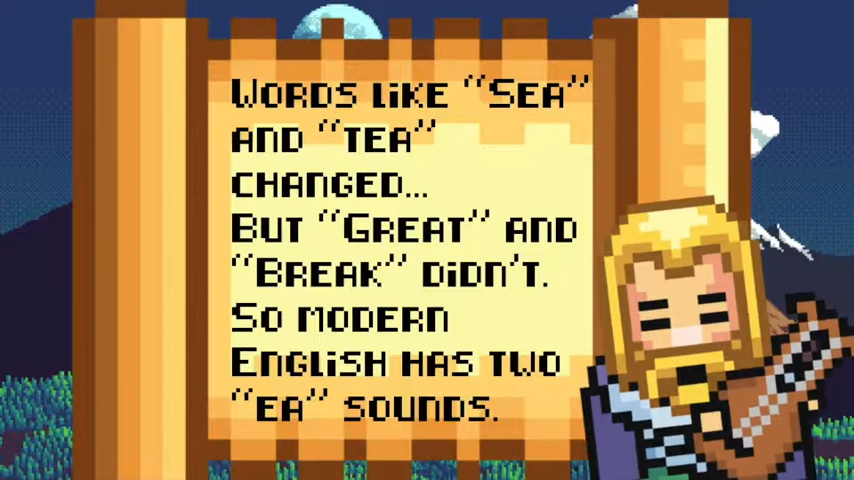 Words like "Sea"
and "tea"
changed...
But "Great" and
"Break" didn't.
So modern
English has two
"ea" sounds.